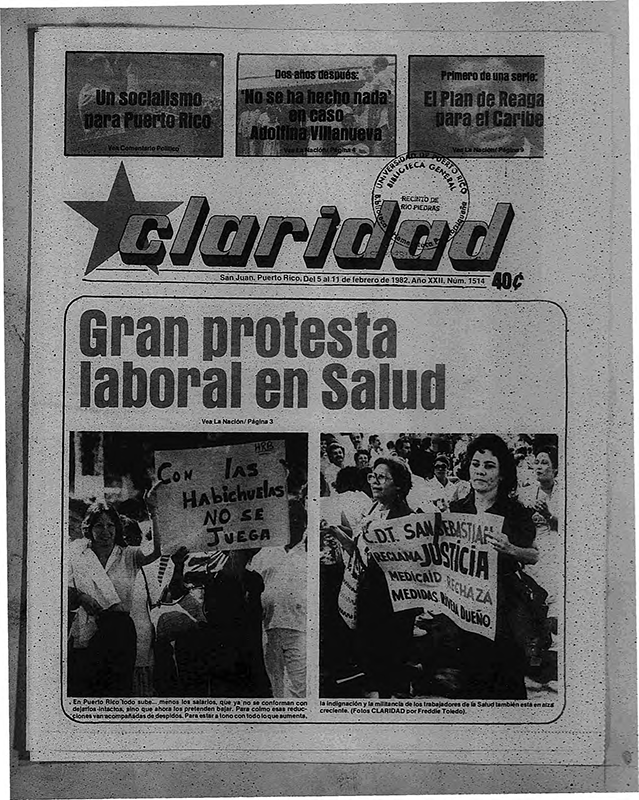 Un socialismo
para Puerto Rico
Vea Comentario Político
Dos años después:
'No se ha hecho nada'
en caso
Adolfina Villanueva
Vea La Nación/ Página 6
Primero de una serie:
El Plan de Reaga
para el Caribe
Vea La Nación/ Página 9
UNIVERSIDAD DE PUERTO RICO
BIBLIOTECA GENERAL
RECINTO DE
RIO PIEDRAS
claridad
San Juan, Puerto Rico, Del 5 al 11 de febrero de 1982, Año XXII, Num. 1514
40¢
Gran protesta
laboral en Salud
Vea La Nación/ Página 3
MRB
CON LAS
HABICHUELAS
NO SE
JUEGA
C.DT. SAN SEBASTIAN
RECLAMA JUSTICIA
MEDICAID RECHAZA
MEDIDAS RIVEN DUEÑO
. En Puerto Rico todo sube... menos los salarios, que ya no se conforman con
dejarlos intactos, sino que ahora los pretenden bajar. Para colmo esas reduc-
ciones van acompañadas de despidos. Para estar a tono con todo lo que aumenta,
la indignación y la militancia de los trabajadores de la Salud también está en alza
creciente. (Fotos CLARIDAD por Freddie Toledo).